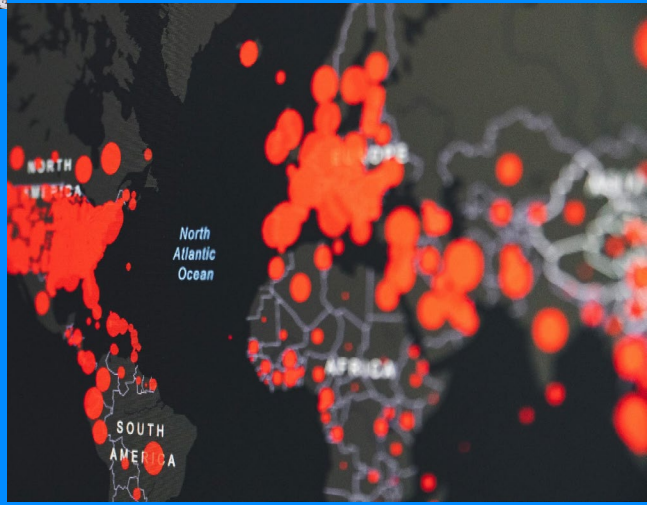 NORTH
AMERICA
EUROPE
North
Atlantic
Ocean
AFRICA
SOUTH
AMERICA